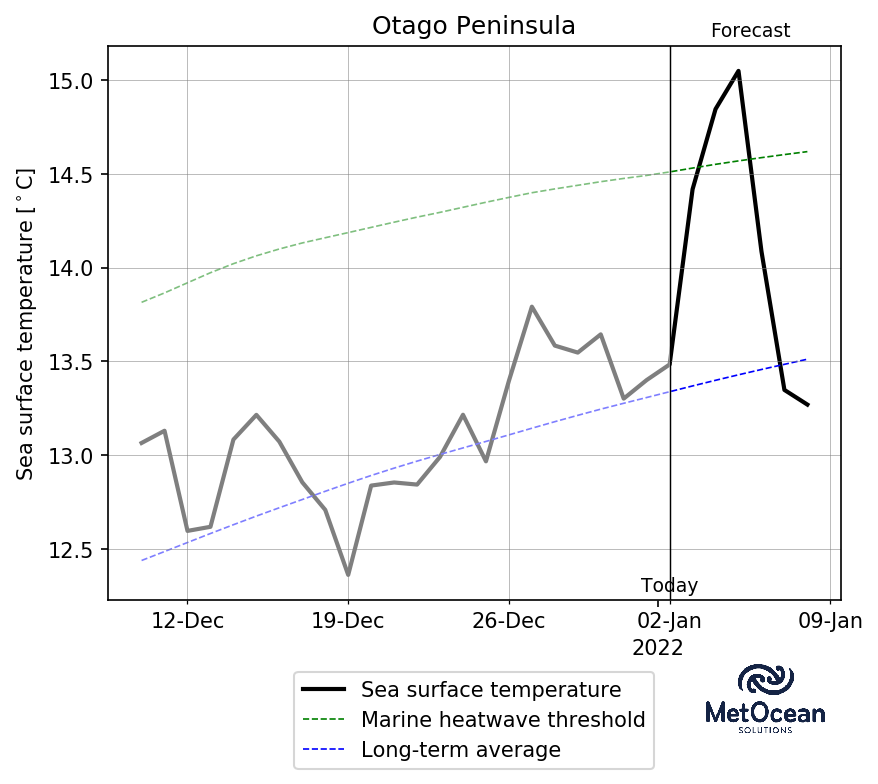 Otago Peninsula
Forecast
Sea surface temperature [°C]
15.0
14.5
14.0
13.5
13.0
12.5
Today
12-Dec
19-Dec
26-Dec
02-Jan
09-Jan
2022
Sea surface temperature
Marine heatwave threshold
Long-term average
MetOcean
SOLUTIONS